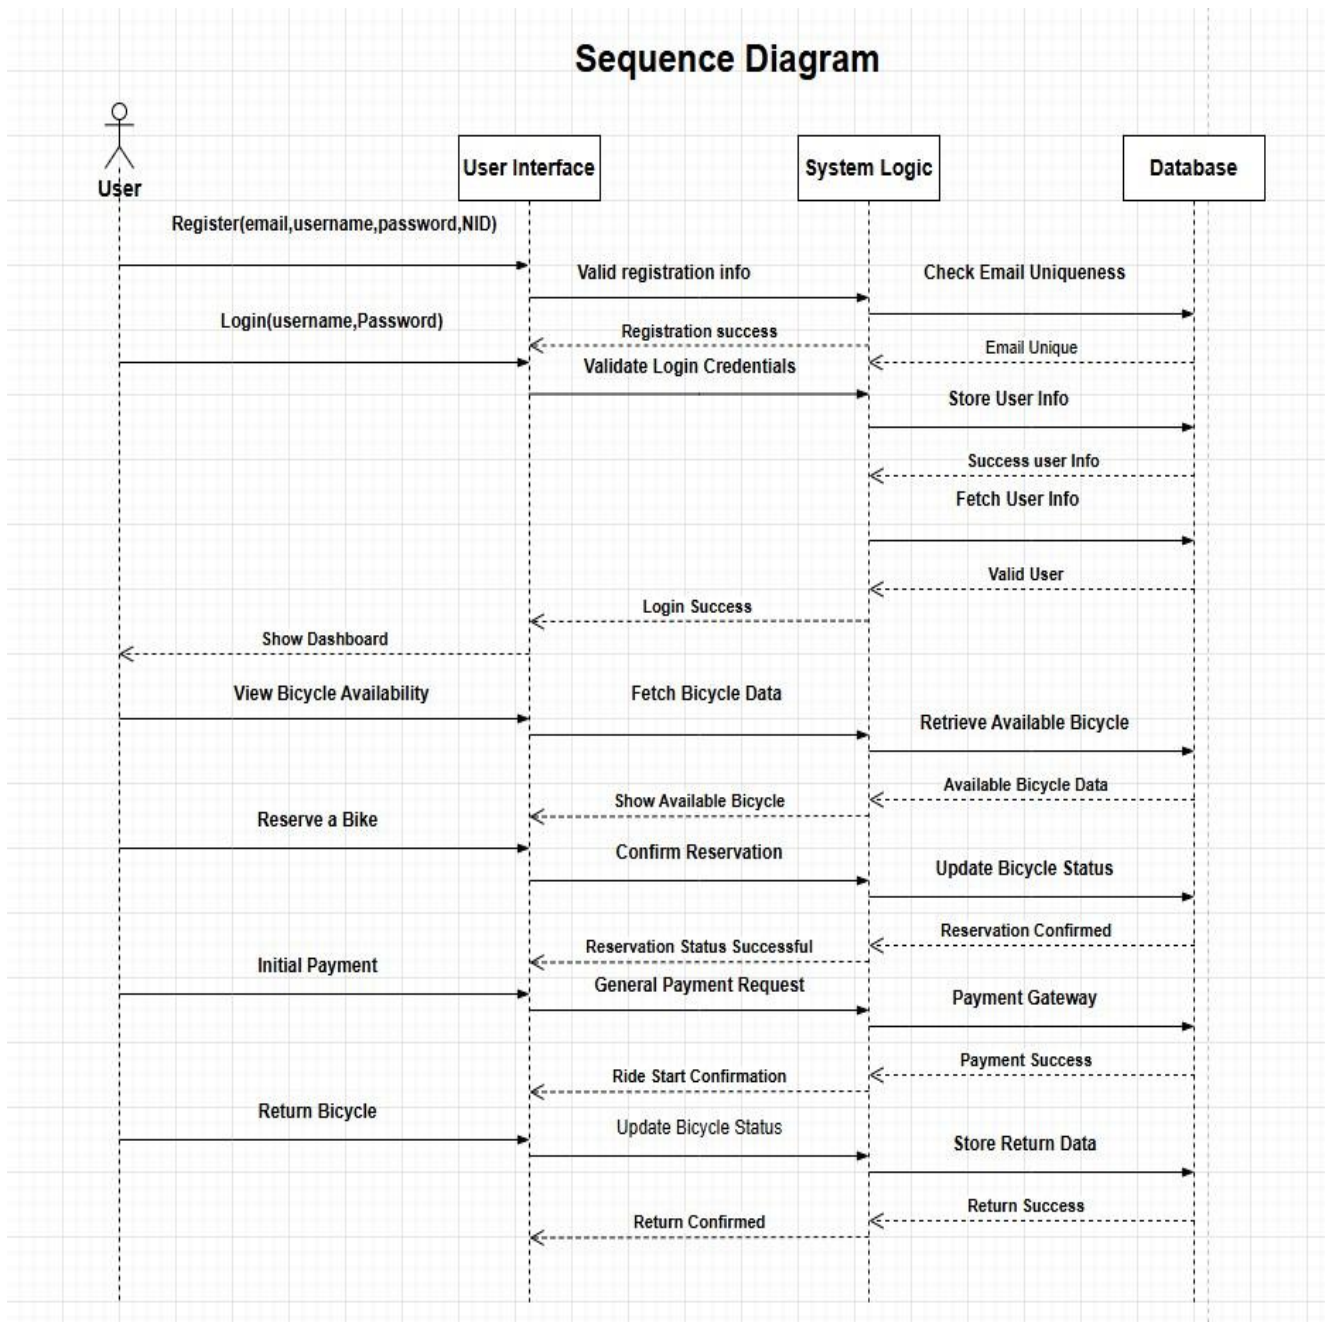 Sequence Diagram
User
User Interface
System Logic
Database
Register(email,username,password,NID)
Valid registration info
Check Email Uniqueness
Login(username,Password)
Registration success
Email Unique
Validate Login Credentials
Store User Info
Success user Info
Fetch User Info
Valid User
Login Success
Show Dashboard
View Bicycle Availability
Fetch Bicycle Data
Retrieve Available Bicycle
Available Bicycle Data
Show Available Bicycle
Reserve a Bike
Confirm Reservation
Update Bicycle Status
Reservation Confirmed
Reservation Status Successful
Initial Payment
General Payment Request
Payment Gateway
Payment Success
Ride Start Confirmation
Return Bicycle
Update Bicycle Status
Store Return Data
Return Success
Return Confirmed